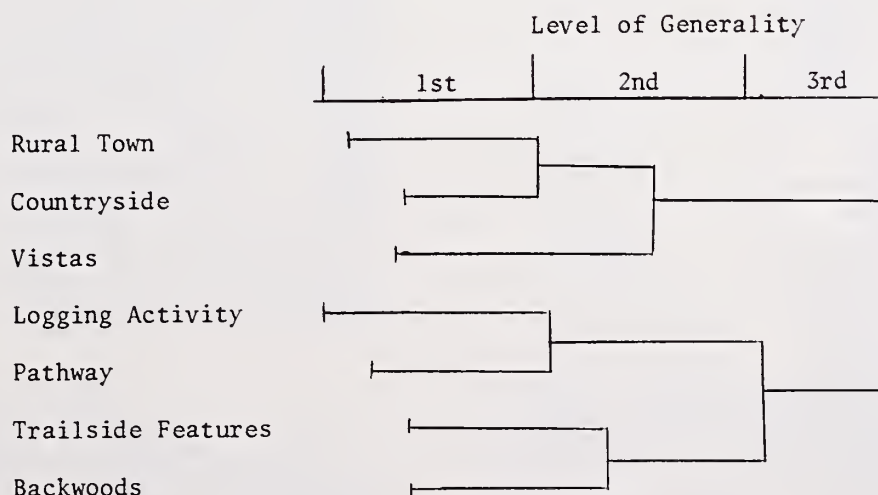 Level of Generality
1st 2nd 3rd
Rural Town
Countryside
Vistas
Logging Activity
Pathway
Trailside Features
Backwoods